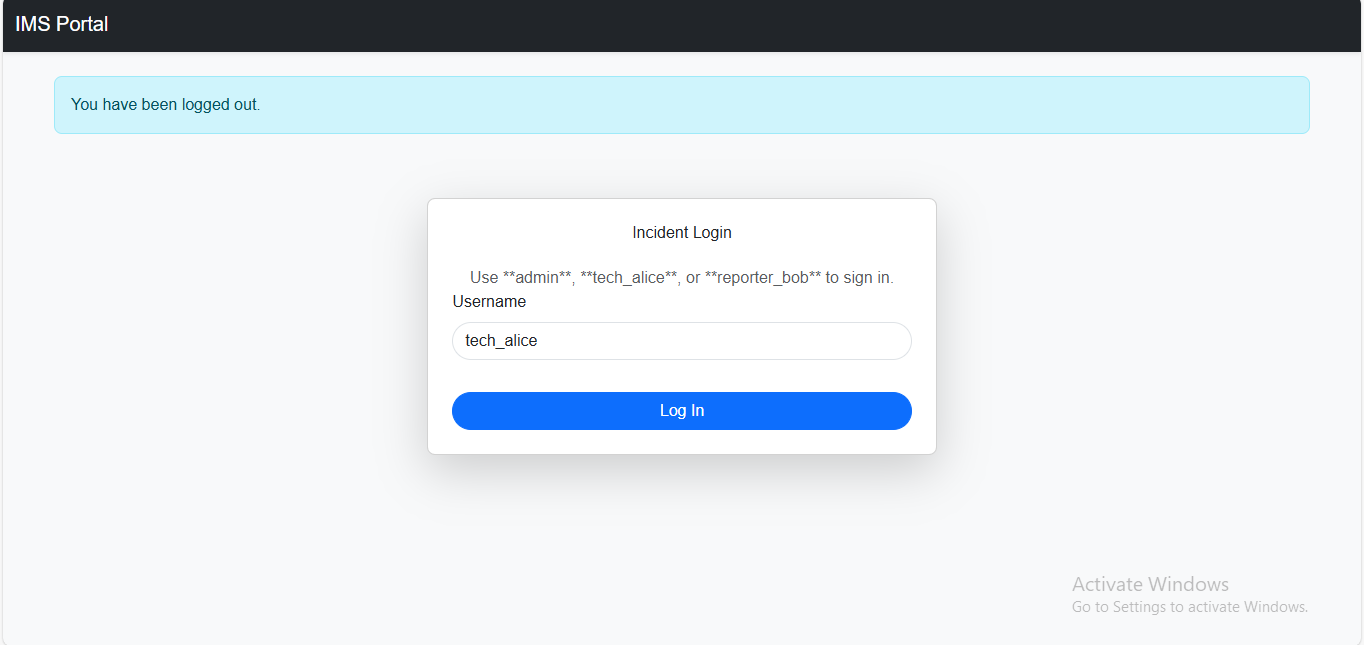 IMS Portal
You have been logged out.
Incident Login
Use **admin**, **tech_alice**, or **reporter_bob** to sign in.
Username
tech_alice
Log In
Activate Windows
Go to Settings to activate Windows.